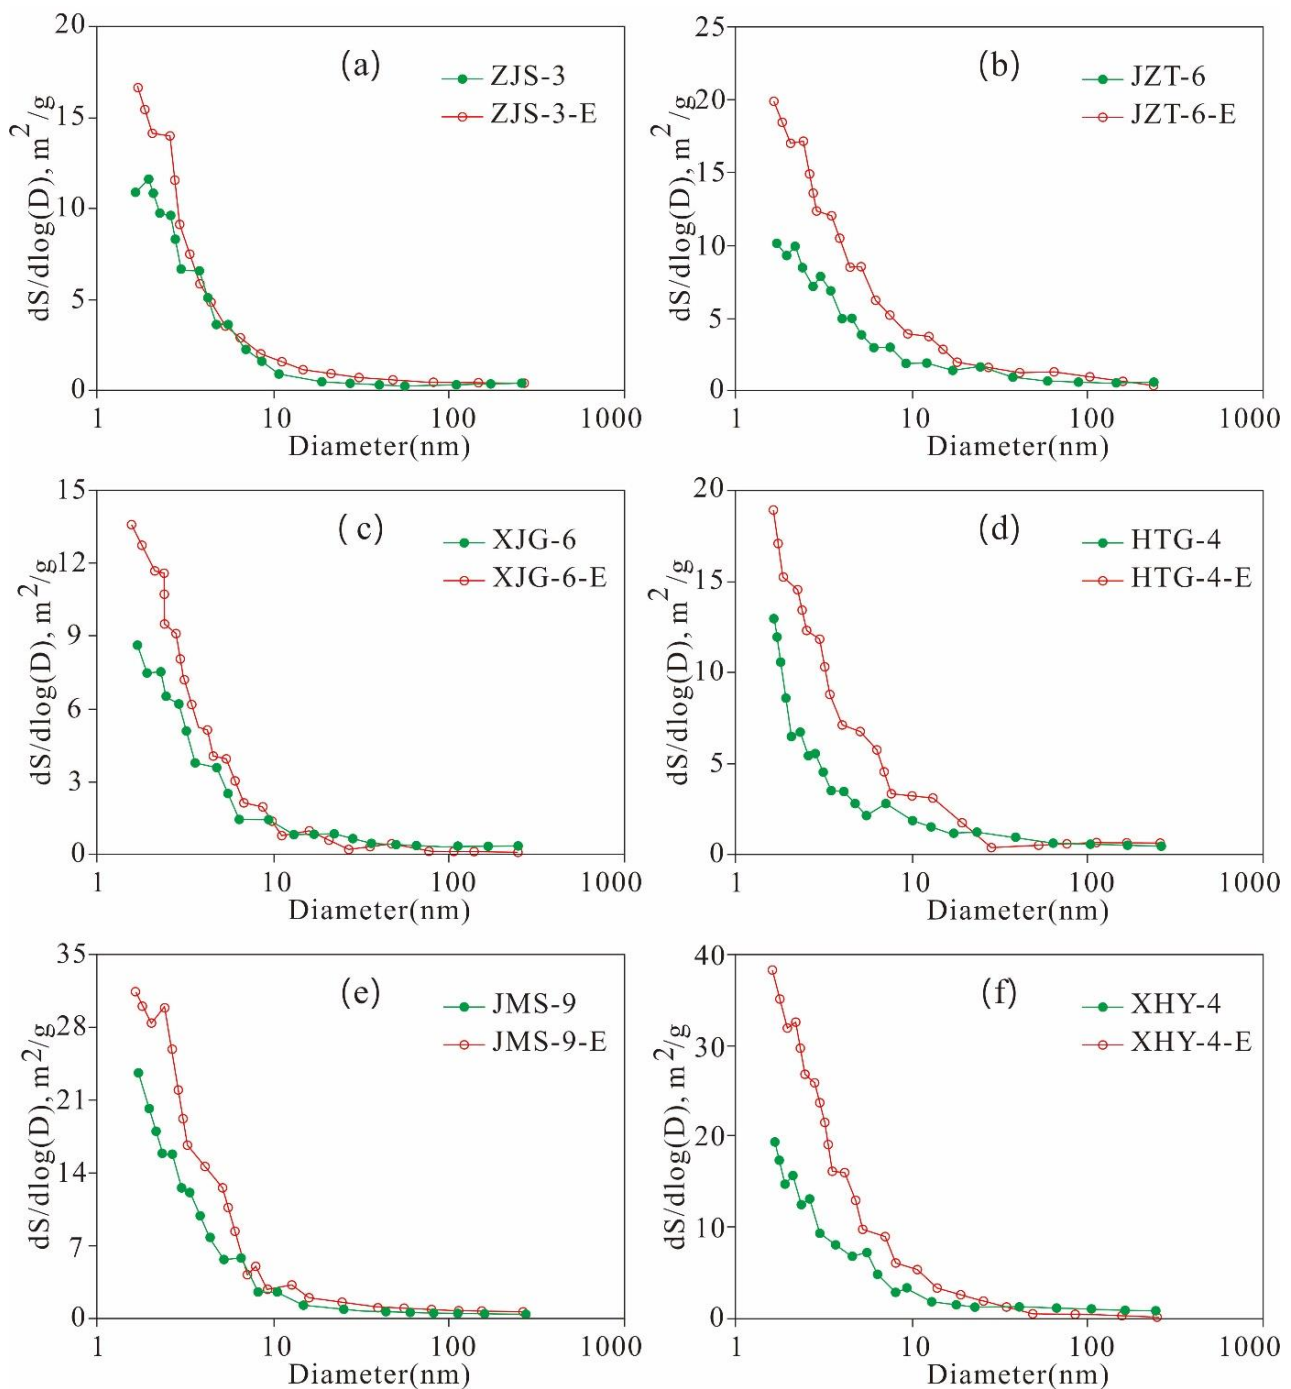 (a)
ZJS-3
ZJS-3-E
dS/dlog(D), m²/g
20
15
10
5
0
1 10 100 1000
Diameter(nm)
(b)
JZT-6
JZT-6-E
dS/dlog(D), m²/g
25
20
15
10
5
0
1 10 100 1000
Diameter(nm)
(c)
XJG-6
XJG-6-E
dS/dlog(D), m²/g
15
12
9
6
3
0
1 10 100 1000
Diameter(nm)
(d)
HTG-4
HTG-4-E
dS/dlog(D), m²/g
20
15
10
5
0
1 10 100 1000
Diameter(nm)
(e)
JMS-9
JMS-9-E
dS/dlog(D), m²/g
35
28
21
14
7
0
1 10 100 1000
Diameter(nm)
(f)
XHY-4
XHY-4-E
dS/dlog(D), m²/g
40
30
20
10
0
1 10 100 1000
Diameter(nm)